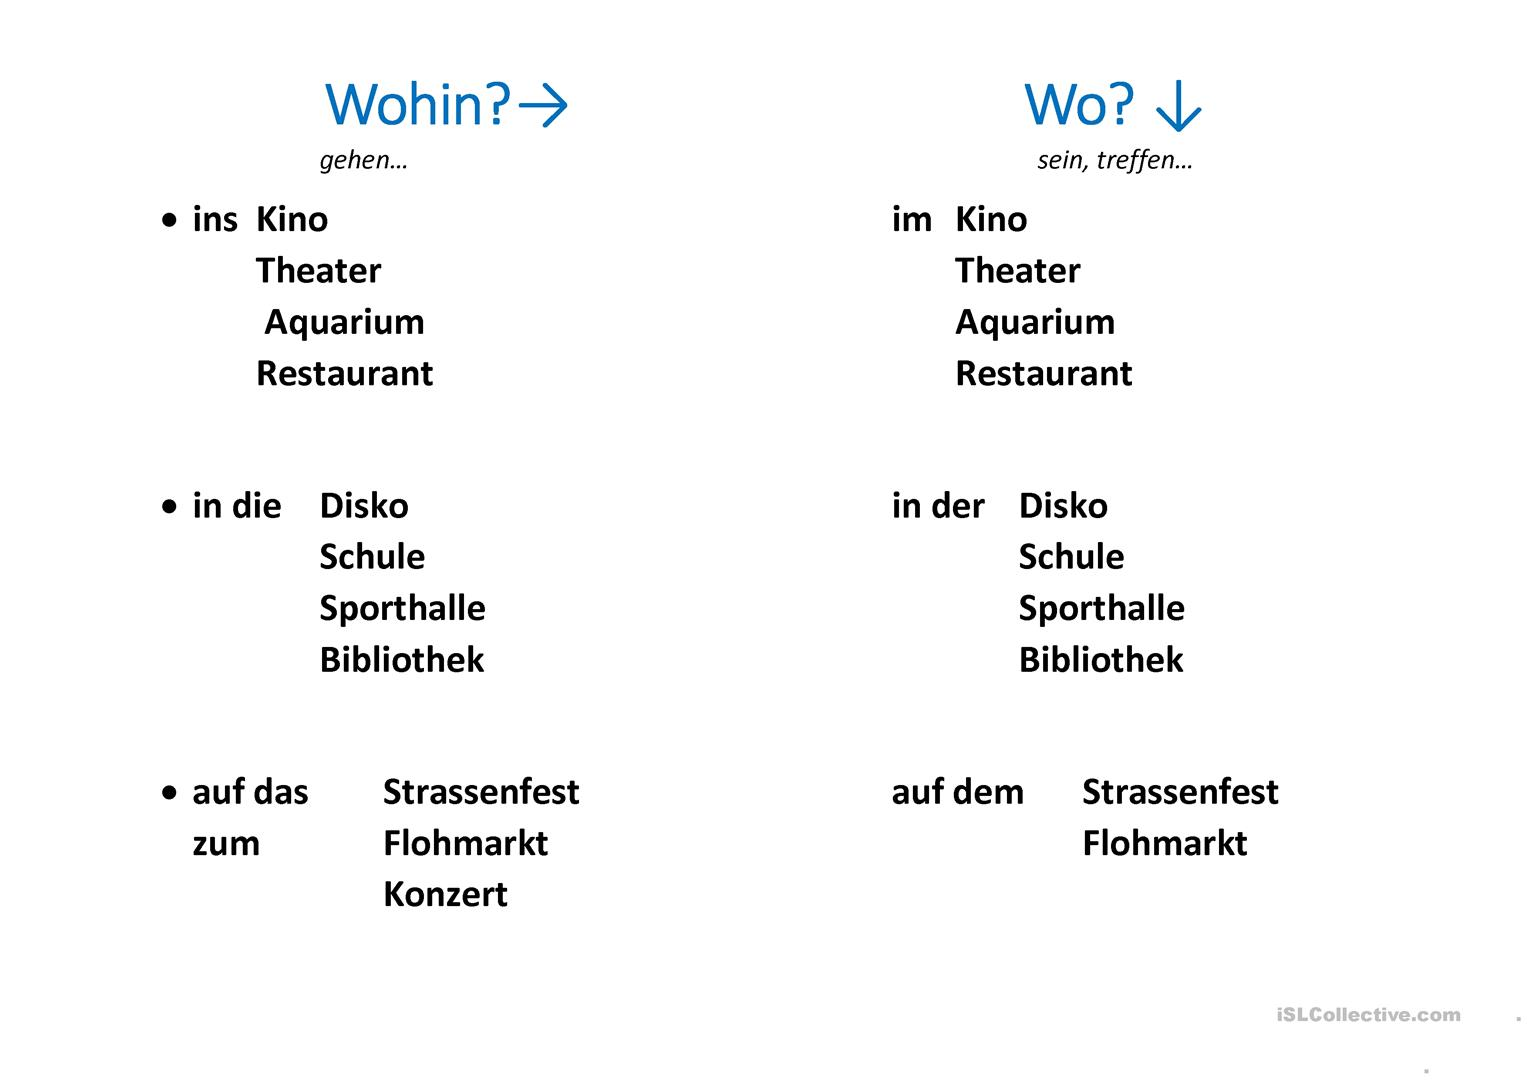 Wohin?→
gehen...
• ins Kino
Theater
Aquarium
Restaurant
• in die Disko
Schule
Sporthalle
Bibliothek
• auf das Strassenfest
zum Flohmarkt
Konzert
Wo? ↓
sein, treffen...
im Kino
Theater
Aquarium
Restaurant
in der Disko
Schule
Sporthalle
Bibliothek
auf dem Strassenfest
Flohmarkt
iSLCollective.com